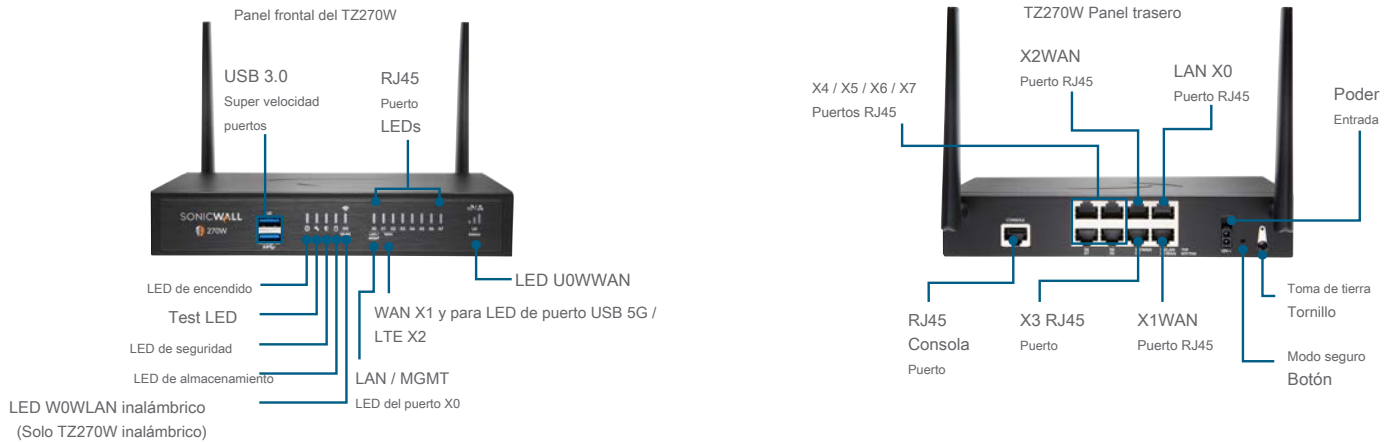 Panel frontal del TZ270W
USB 3.0
Super velocidad
puertos
RJ45
Puerto
LEDs
SONICWALL
270W
LED de encendido
Test LED
LED de seguridad
LED de almacenamiento
LED W0WLAN inalámbrico
(Solo TZ270W inalámbrico)
LED U0WWAN
WAN X1 y para LED de puerto USB 5G /
LTE X2
LAN / MGMT
LED del puerto X0
TZ270W Panel trasero
X2WAN
Puerto RJ45
LAN X0
Puerto RJ45
X4 / X5 / X6 / X7
Puertos RJ45
Poder
Entrada
CONSOLE
RJ45
Consola
Puerto
X3 RJ45
Puerto
X1WAN
Puerto RJ45
Toma de tierra
Tornillo
Modo seguro
Botón